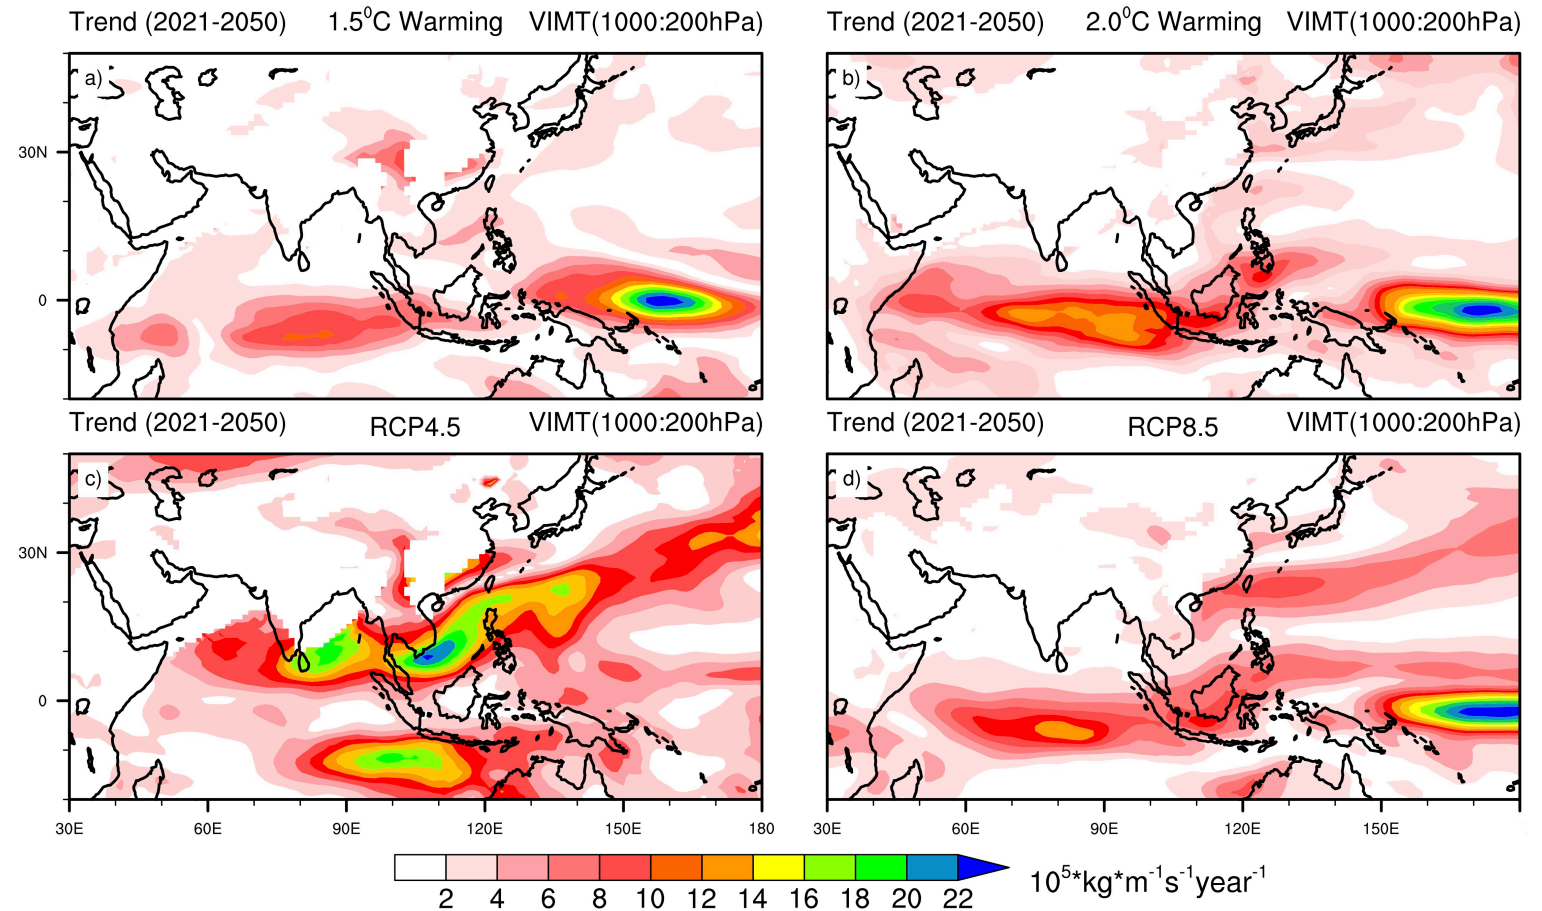 Trend (2021-2050) 1.5⁰C Warming VIMT(1000:200hPa) Trend (2021-2050) 2.0⁰C Warming VIMT(1000:200hPa)
a) b)
30N
0
Trend (2021-2050) RCP4.5 VIMT(1000:200hPa) Trend (2021-2050) RCP8.5 VIMT(1000:200hPa)
c) d)
30N
0
30E 60E 90E 120E 150E 180 30E 60E 90E 120E 150E
2 4 6 8 10 12 14 16 18 20 22 10⁵*kg*m⁻¹s⁻¹year⁻¹